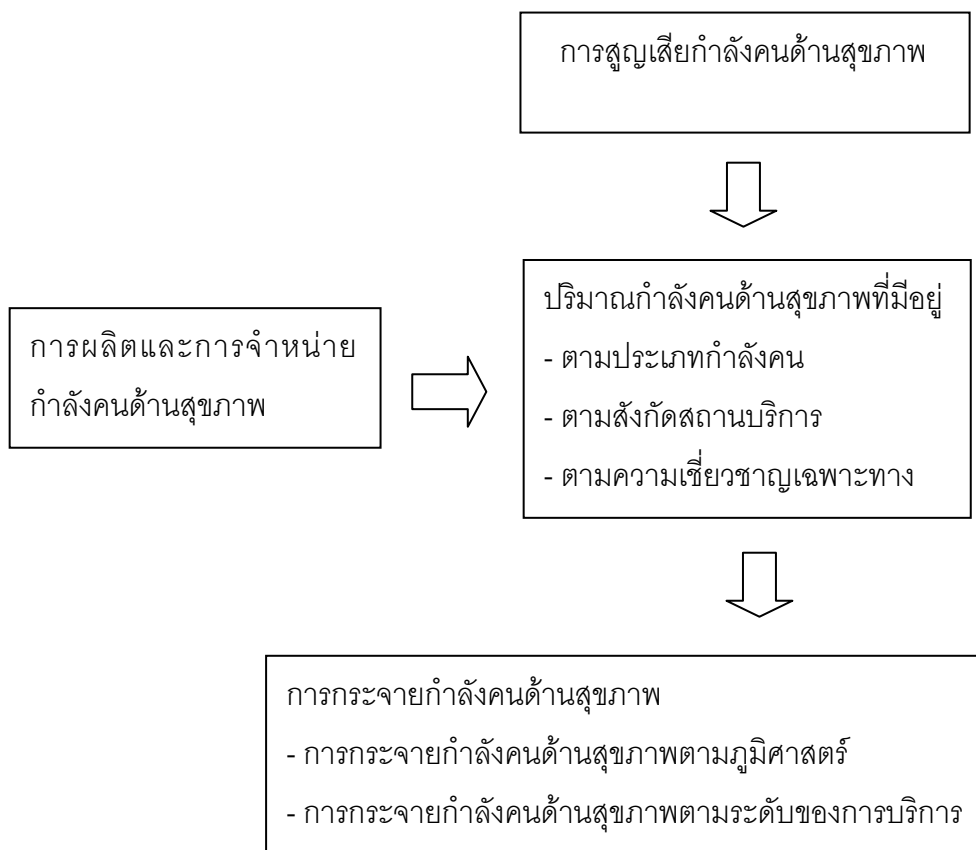 การสูญเสียกำลังคนด้านสุขภาพ
ปริมาณกำลังคนด้านสุขภาพที่มีอยู่
- ตามประเภทกำลังคน
- ตามสังกัดสถานบริการ
- ตามความเชี่ยวชาญเฉพาะทาง
การผลิตและการจำหน่าย
กำลังคนด้านสุขภาพ
การกระจายกำลังคนด้านสุขภาพ
- การกระจายกำลังคนด้านสุขภาพตามภูมิศาสตร์
- การกระจายกำลังคนด้านสุขภาพตามระดับของการบริการ